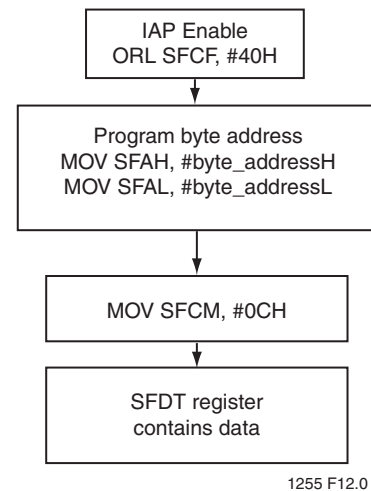 IAP Enable
ORL SFCF, #40H
Program byte address
MOV SFAH, #byte_addressH
MOV SFAL, #byte_addressL
MOV SFCM, #0CH
SFDT register
contains data
1255 F12.0